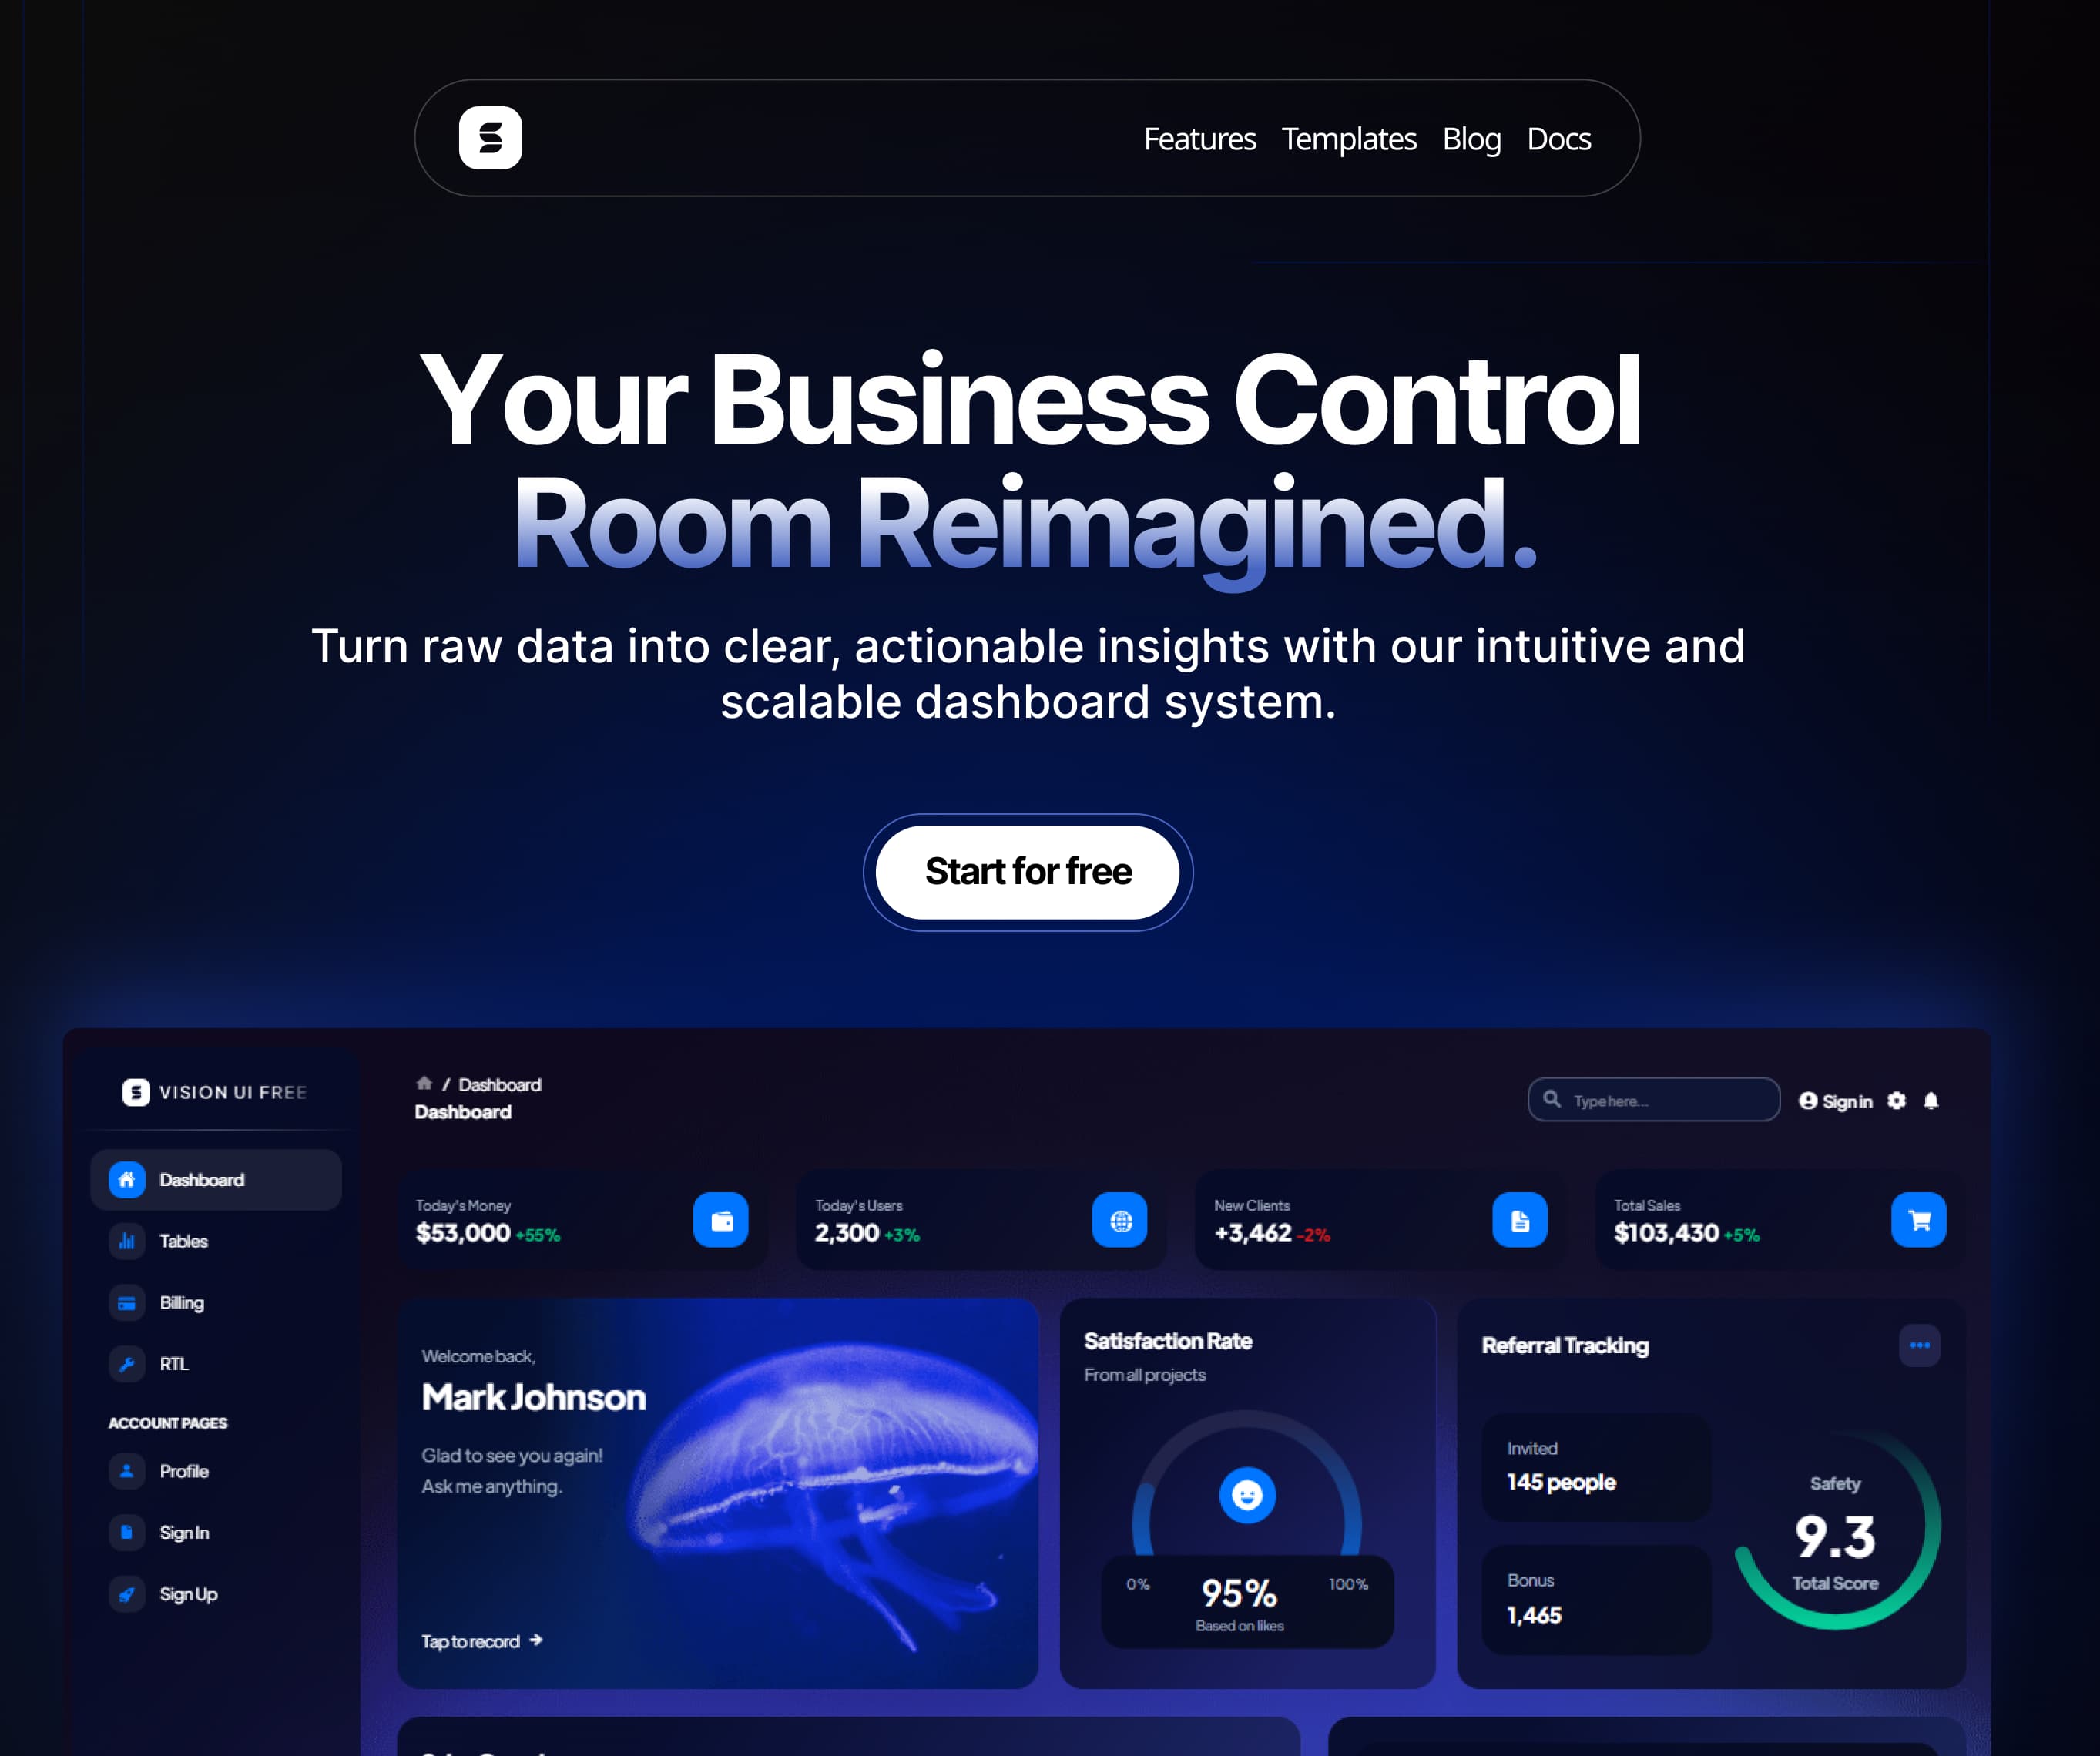 Features Templates Blog Docs
Your Business Control
Room Reimagined.
Turn raw data into clear, actionable insights with our intuitive and
scalable dashboard system.
Start for free
VISION UI FREE
/ Dashboard
Dashboard
Type here...
Sign in
Dashboard
Tables
Billing
RTL
ACCOUNT PAGES
Profile
Sign In
Sign Up
Today's Money
$53,000 +55%
Today's Users
2,300 +3%
New Clients
+3,462 -2%
Total Sales
$103,430 +5%
Welcome back,
Mark Johnson
Glad to see you again!
Ask me anything.
Tap to record
Satisfaction Rate
From all projects
0%
95%
100%
Based on likes
Referral Tracking
Invited
145 people
Bonus
1,465
Safety
9.3
Total Score